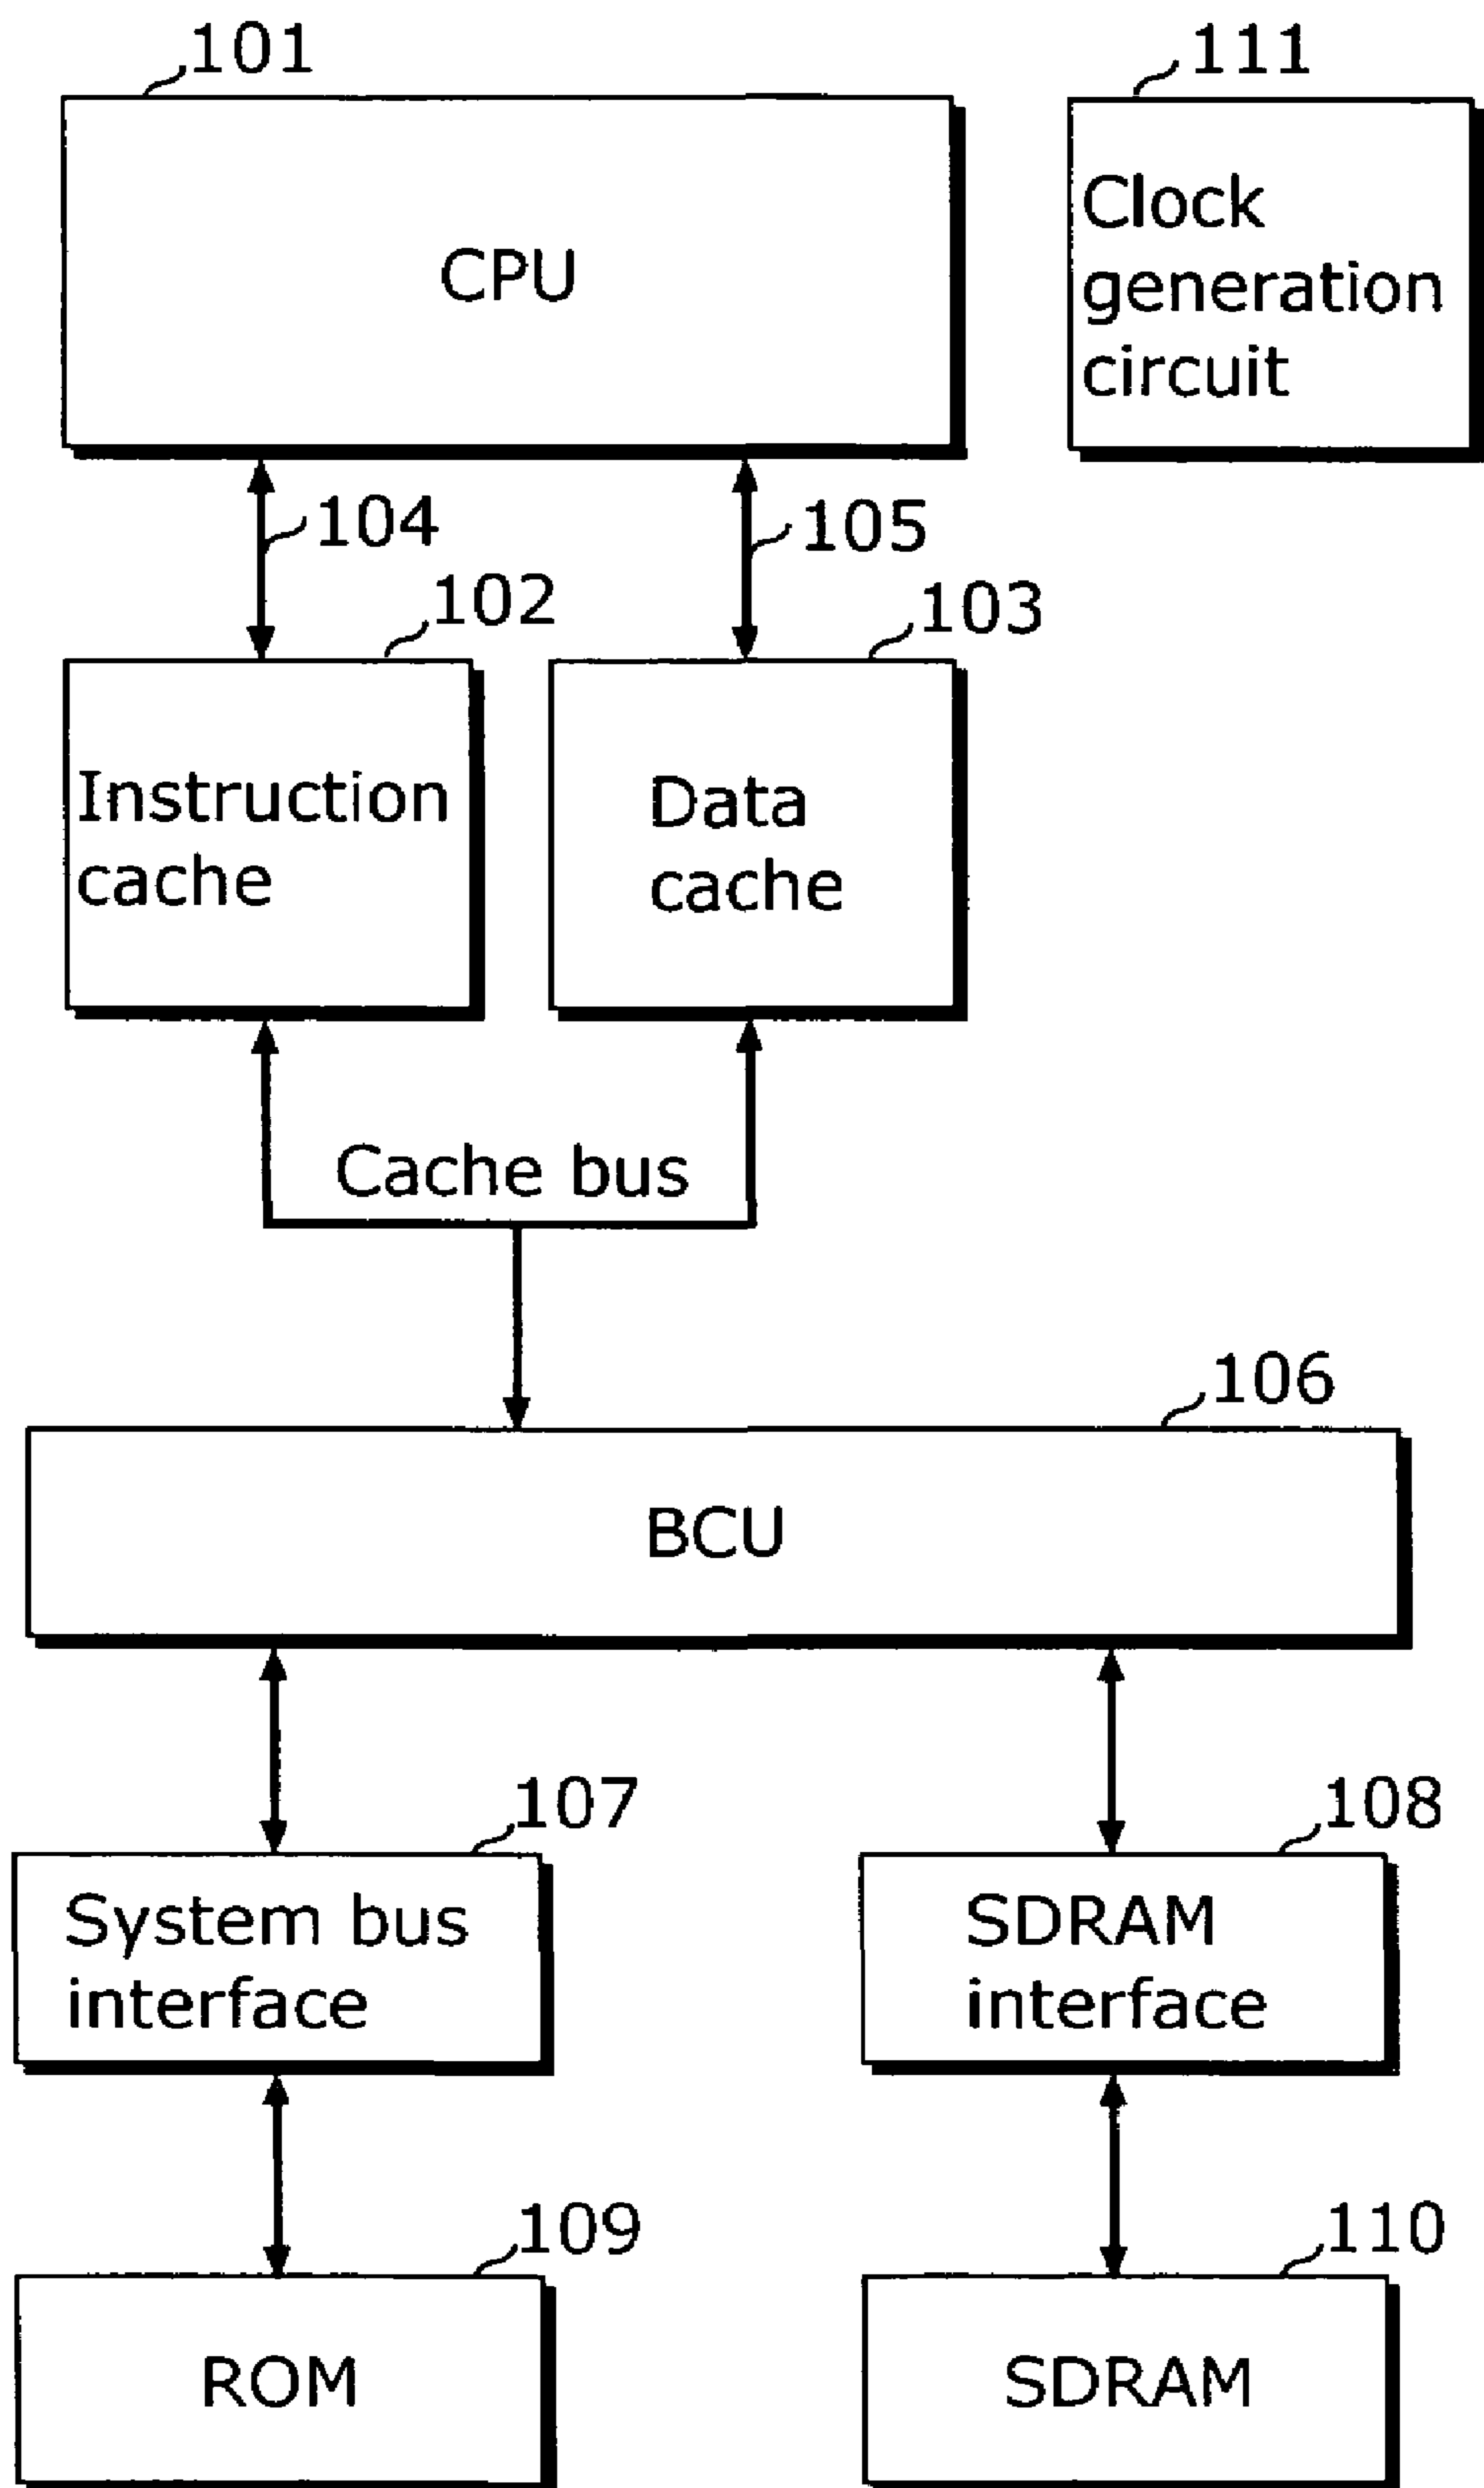 101
111
CPU
Clock
generation
circuit
104
105
102
103
Instruction
cache
Data
cache
Cache bus
106
BCU
107
108
System bus
interface
SDRAM
interface
109
110
ROM
SDRAM